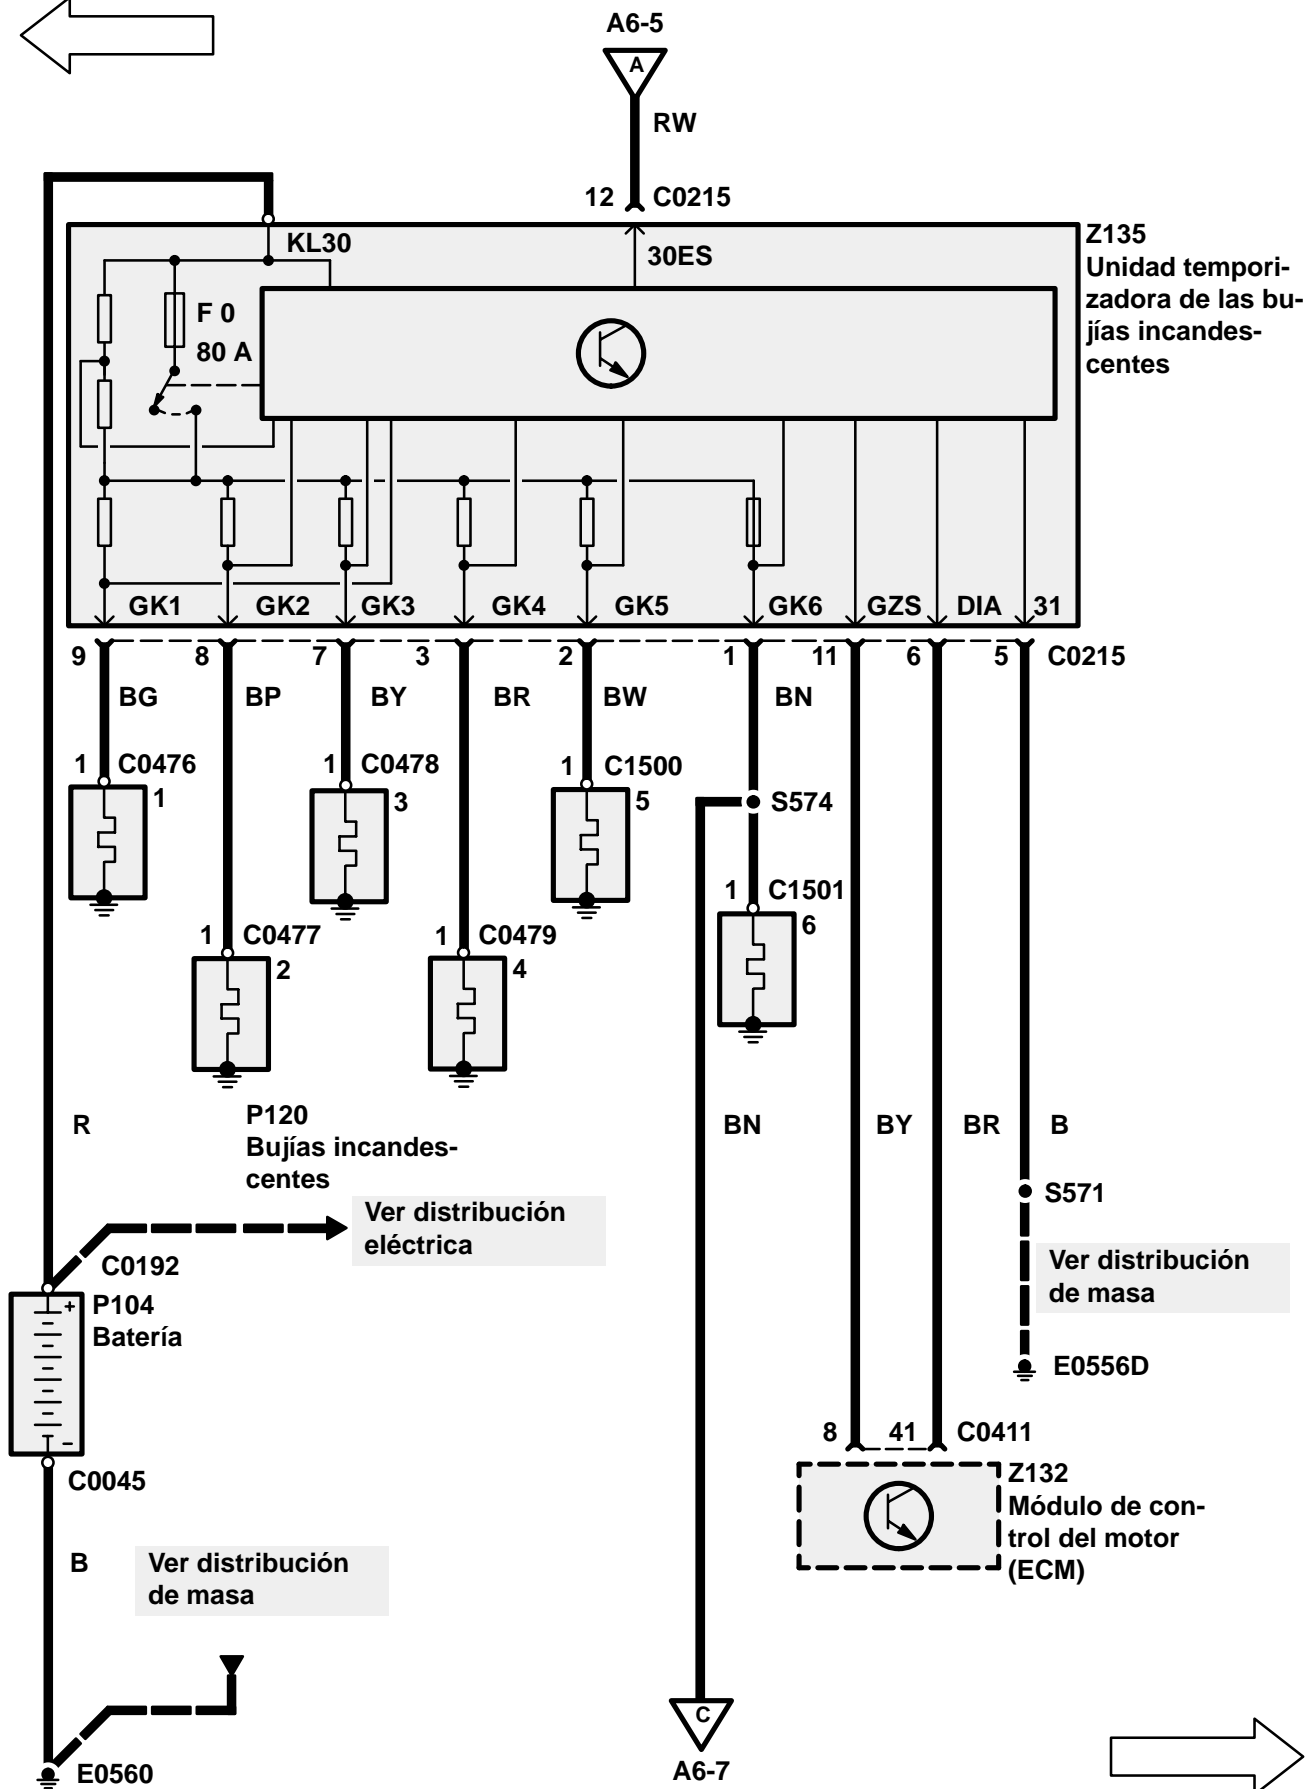 A6-5
A
RW
12 C0215
KL30
30ES
Z135
Unidad tempori-
zadora de las bu-
jías incandes-
centes
F 0
80 A
GK1 GK2 GK3 GK4 GK5 GK6 GZS DIA 31
9 8 7 3 2 1 11 6 5 C0215
BG BP BY BR BW BN
1 C0476
1
1 C0478
3
1 C1500
5
S574
1 C1501
6
1 C0477
2
1 C0479
4
R
P120
Bujías incandes-
centes
BN BY BR B
S571
Ver distribución
eléctrica
C0192
Ver distribución
de masa
P104
Batería
+
–
E0556D
8 41 C0411
C0045
Z132
Módulo de con-
trol del motor
(ECM)
B
Ver distribución
de masa
C
A6-7
E0560